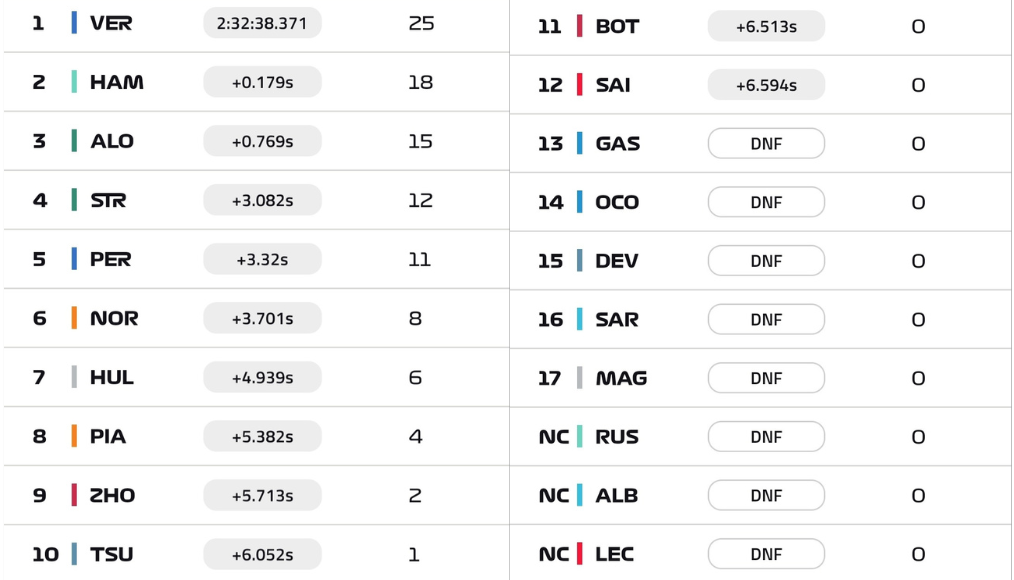 1 VER 2:32:38.371 25
2 HAM +0.179s 18
3 ALO +0.769s 15
4 STR +3.082s 12
5 PER +3.32s 11
6 NOR +3.701s 8
7 HUL +4.939s 6
8 PIA +5.382s 4
9 ZHO +5.713s 2
10 TSU +6.052s 1
11 BOT +6.513s 0
12 SAI +6.594s 0
13 GAS DNF 0
14 OCO DNF 0
15 DEV DNF 0
16 SAR DNF 0
17 MAG DNF 0
NC RUS DNF 0
NC ALB DNF 0
NC LEC DNF 0